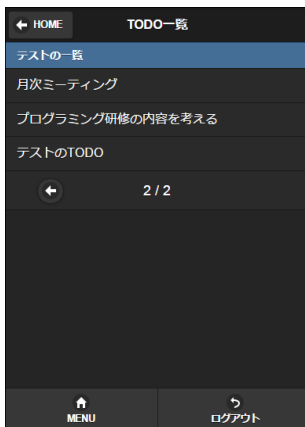 HOME TODO一覧
テストの一覧
月次ミーティング
プログラミング研修の内容を考える
テストのTODO
2 / 2
MENU ログアウト